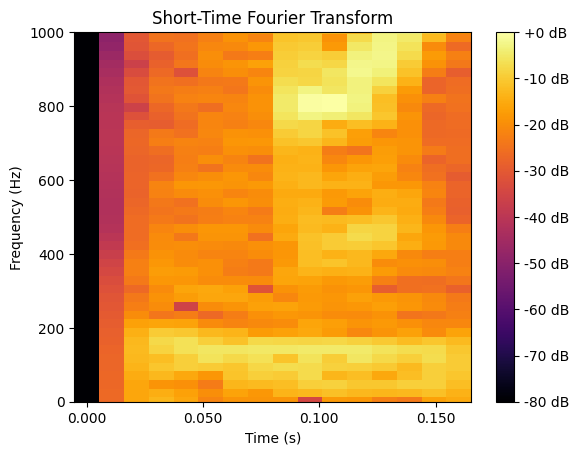 Short-Time Fourier Transform
1000
800
600
400
200
0
Frequency (Hz)
0.000
0.050
0.100
0.150
Time (s)
+0 dB
-10 dB
-20 dB
-30 dB
-40 dB
-50 dB
-60 dB
-70 dB
-80 dB